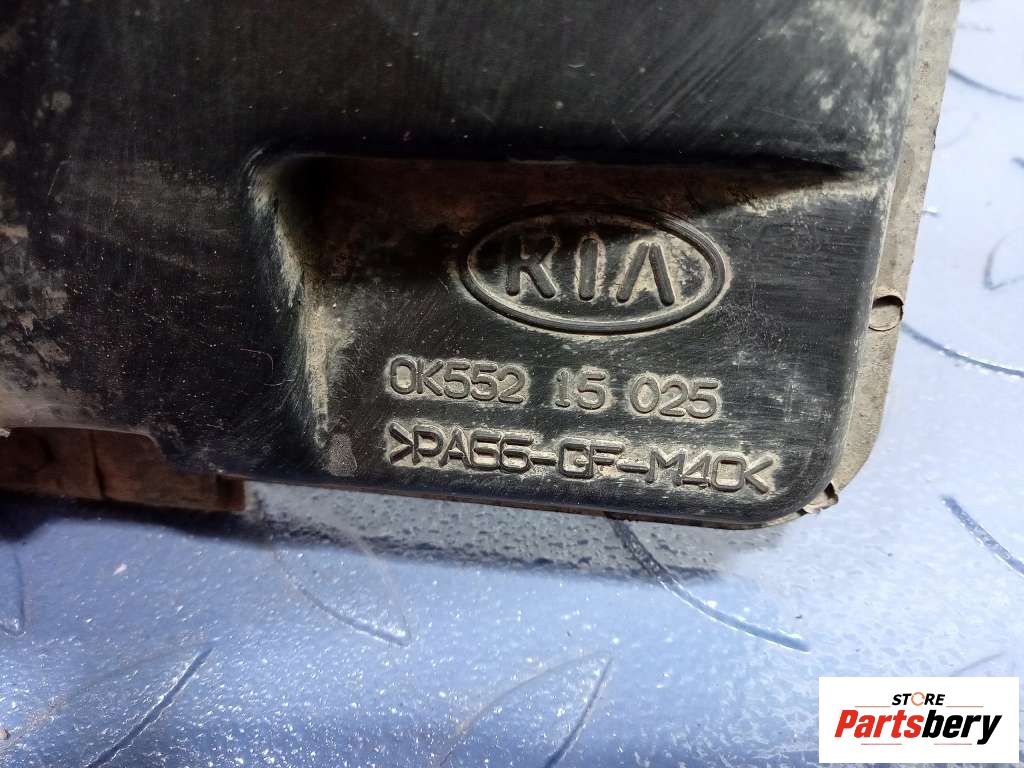 KIA
0K552 15 025
>PA66-GF-M40<
STORE
Partsbery